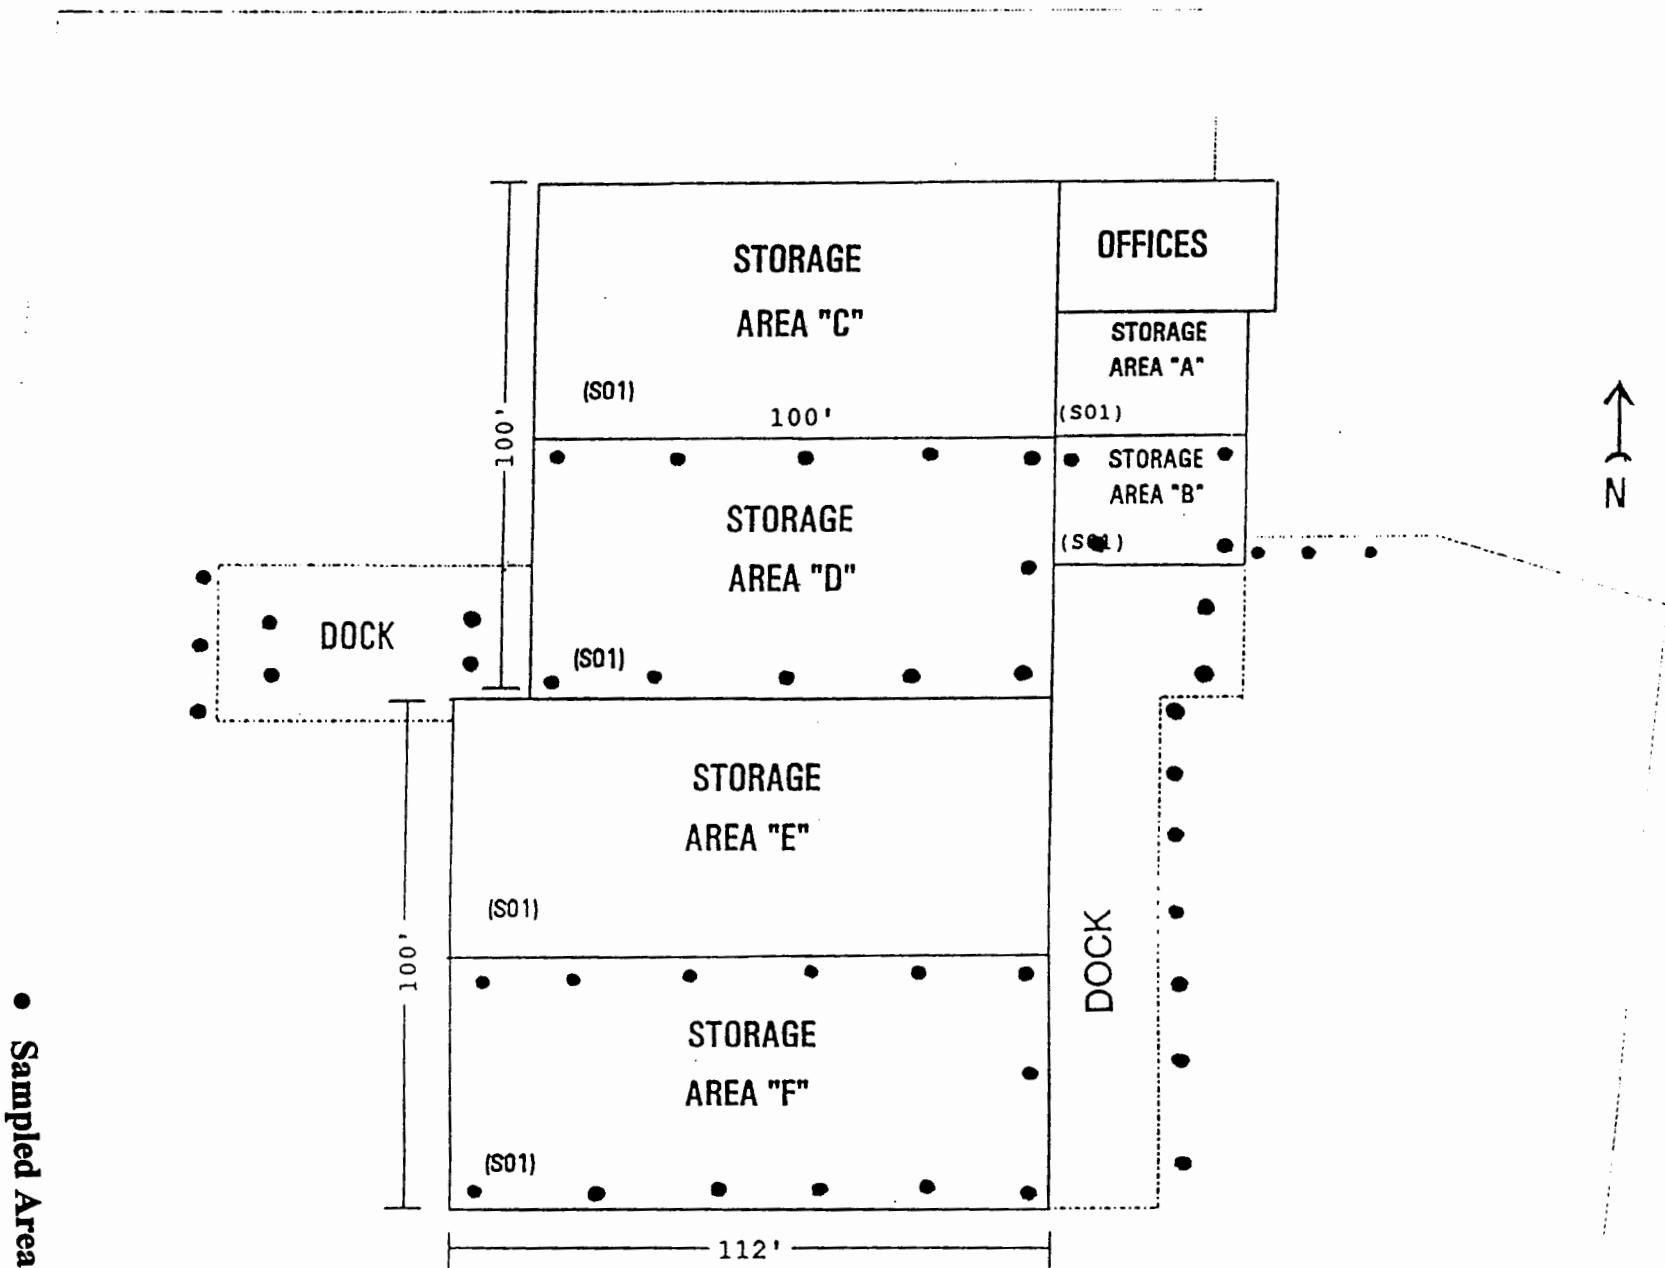 STORAGE
AREA "C"
(S01)
100'
OFFICES
STORAGE
AREA "A"
(S01)
100'
STORAGE
AREA "B"
(S01)
N
STORAGE
AREA "D"
(S01)
DOCK
STORAGE
AREA "E"
(S01)
100'
DOCK
STORAGE
AREA "F"
(S01)
112'
● Sampled Area